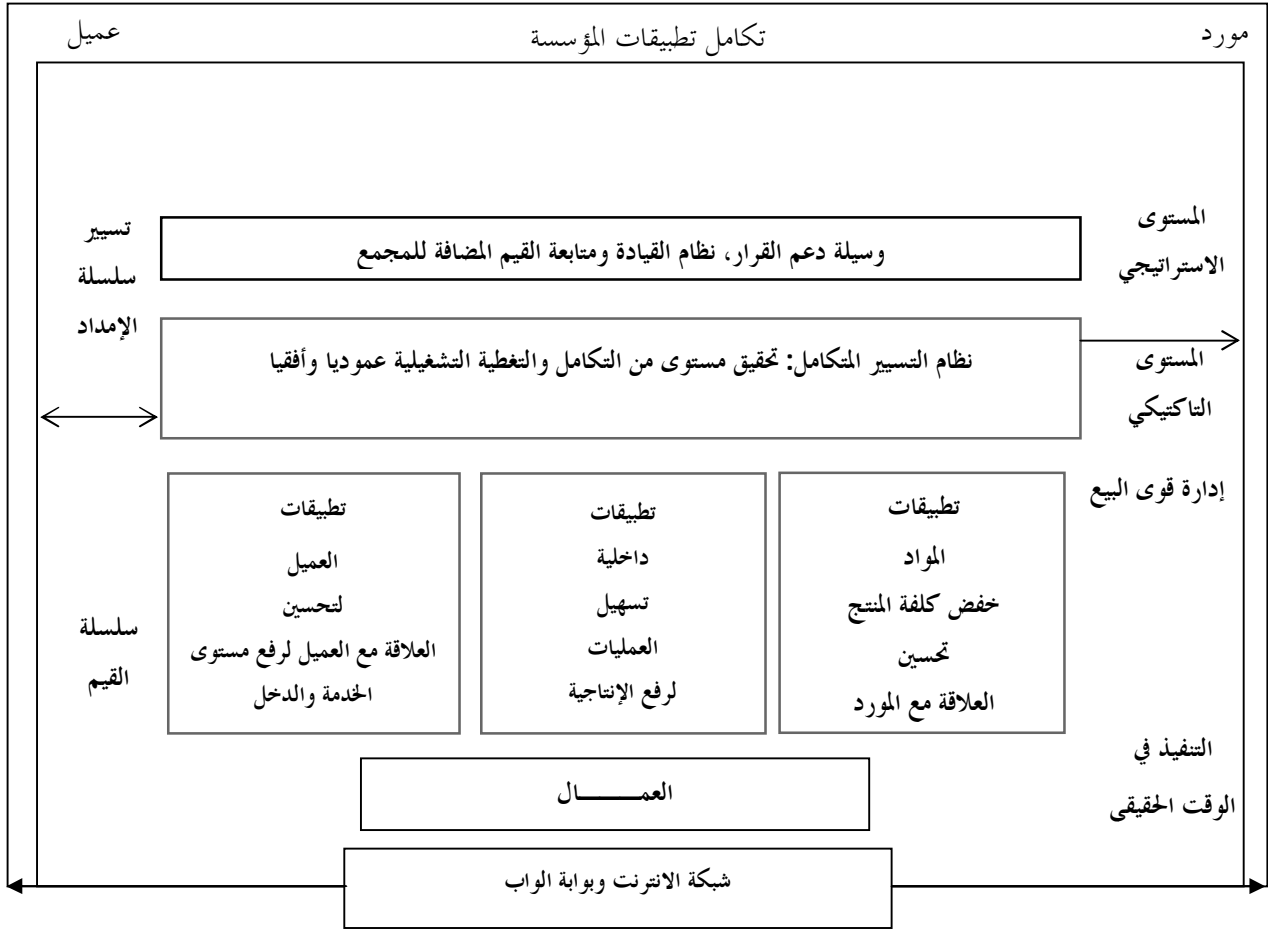 مورد
تكامل تطبيقات المؤسسة
عميل
المستوى
الاستراتيجي
وسيلة دعم القرار، نظام القيادة ومتابعة القيم المضافة للمجمع
تسيير
سلسلة
الإمداد
المستوى
التاكتيكي
نظام التسيير المتكامل: تحقيق مستوى من التكامل والتغطية التشغيلية عموديا وأفقيا
إدارة قوى البيع
تطبيقات
المواد
خفض كلفة المنتج
تحسين
العلاقة مع المورد
تطبيقات
داخلية
تسهيل
العمليات
لرفع الإنتاجية
تطبيقات
العميل
لتحسين
العلاقة مع العميل لرفع مستوى
الخدمة والدخل
سلسلة
القيم
التنفيذ في
الوقت الحقيقي
العمـــــــال
شبكة الانترنت وبوابة الواب